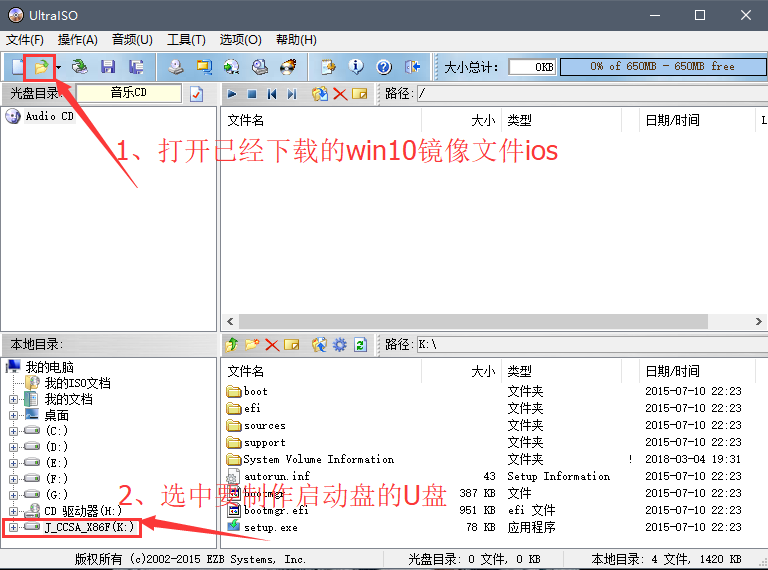 UltraISO
文件(F) 操作(A) 音频(U) 工具(T) 选项(O) 帮助(H)
大小总计: 0KB 0% of 650MB - 650MB free
光盘目录: 音乐CD 路径: /
Audio CD
文件名 大小 类型 日期/时间 L
1、打开已经下载的win10镜像文件ios
本地目录: 路径: K:\
我的电脑
我的ISO文档
我的文档
桌面
(C:)
(D:)
(E:)
(F:)
(G:)
CD 驱动器(H:)
J_CCSA_X86F(K:)
文件名 大小 类型 日期/时间
boot 文件夹 2015-07-10 22:23
efi 文件夹 2015-07-10 22:23
sources 文件夹 2015-07-10 22:23
support 文件夹 2015-07-10 22:23
System Volume Information 文件夹 ! 2018-03-04 19:31
autorun.inf 43 Setup Information 2015-07-10 22:23
bootmgr 387 KB 文件 2015-07-10 22:23
bootmgr.efi 951 KB efi 文件 2015-07-10 22:23
setup.exe 78 KB 应用程序 2015-07-10 22:23
2、选中要制作启动盘的U盘
版权所有 (c)2002-2015 EZB Systems, Inc. 光盘目录: 0 文件, 0 KB 本地目录: 4 文件, 1420 KB